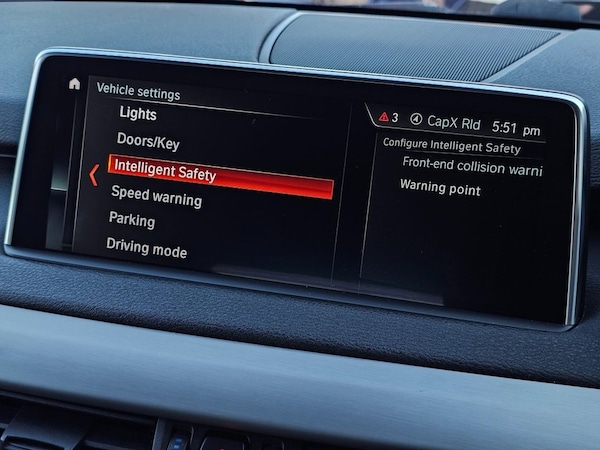 Vehicle settings
Lights
Doors/Key
Intelligent Safety
Speed warning
Parking
Driving mode
3 CapX Rld 5:51 pm
Configure Intelligent Safety
Front-end collision warni
Warning point